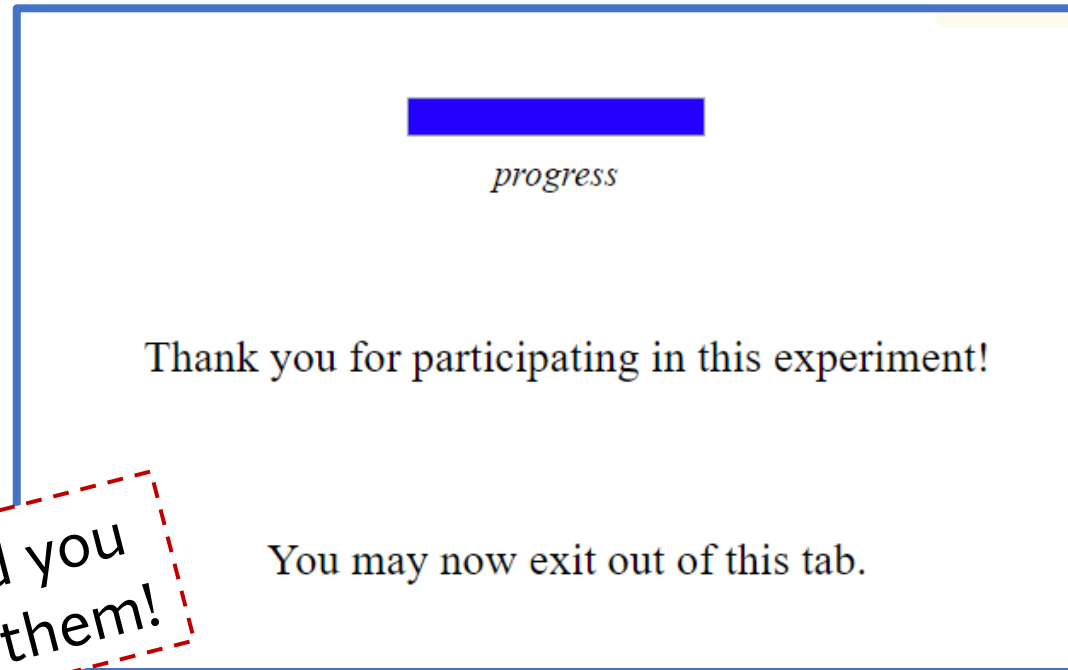 progress
Thank you for participating in this experiment!
You may now exit out of this tab.
you
them!